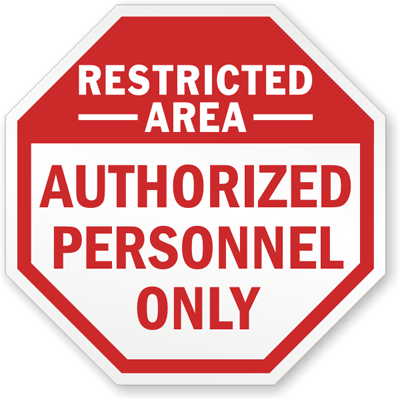 RESTRICTED
AREA
AUTHORIZED
PERSONNEL
ONLY